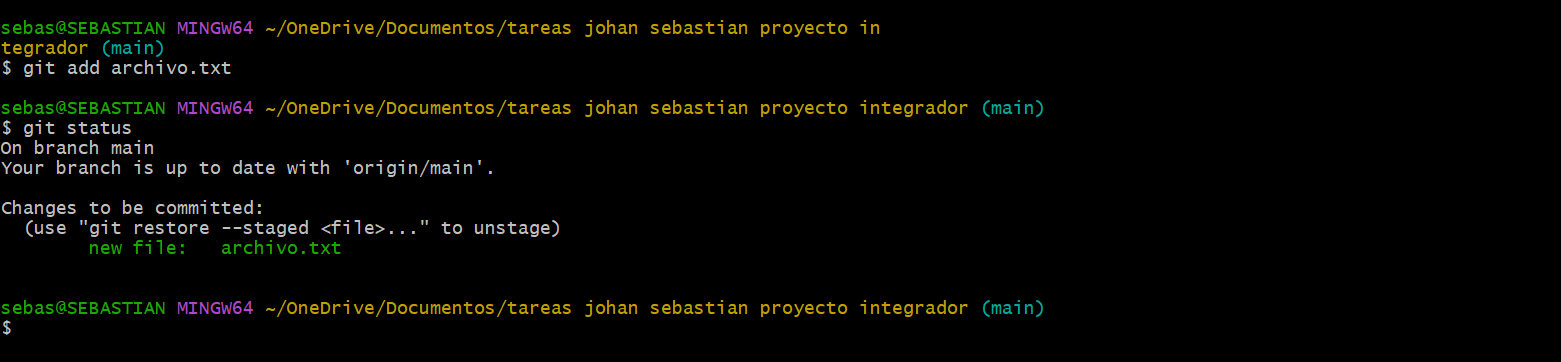 sebas@SEBASTIAN MINGW64 ~/OneDrive/Documentos/tareas johan sebastian proyecto in
tegrador (main)
$ git add archivo.txt
sebas@SEBASTIAN MINGW64 ~/OneDrive/Documentos/tareas johan sebastian proyecto integrador (main)
$ git status
On branch main
Your branch is up to date with 'origin/main'.
Changes to be committed:
  (use "git restore --staged <file>..." to unstage)
        new file:   archivo.txt
sebas@SEBASTIAN MINGW64 ~/OneDrive/Documentos/tareas johan sebastian proyecto integrador (main)
$